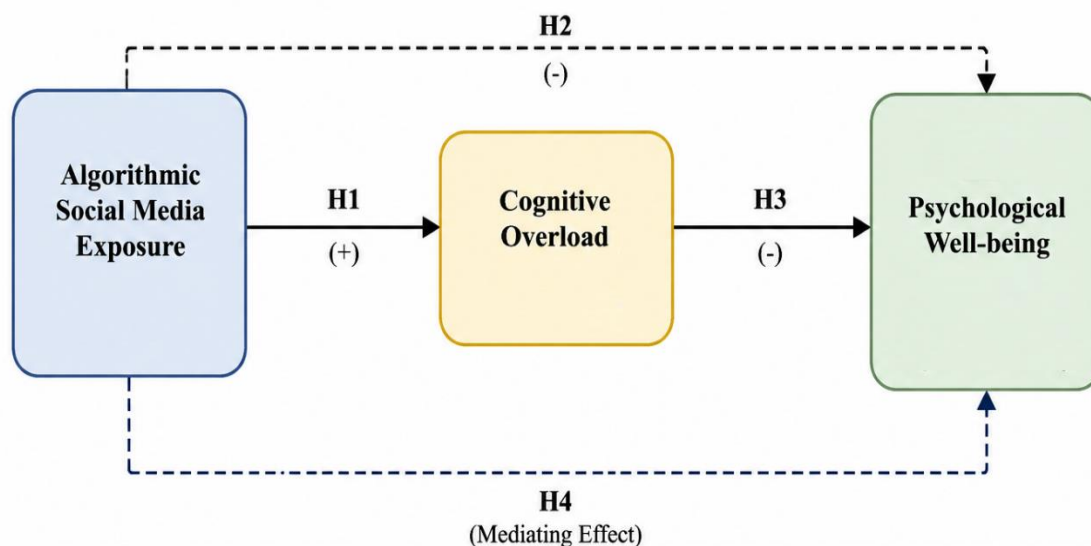 H2
(-)
Algorithmic
Social Media
Exposure
H1
(+)
Cognitive
Overload
H3
(-)
Psychological
Well-being
H4
(Mediating Effect)